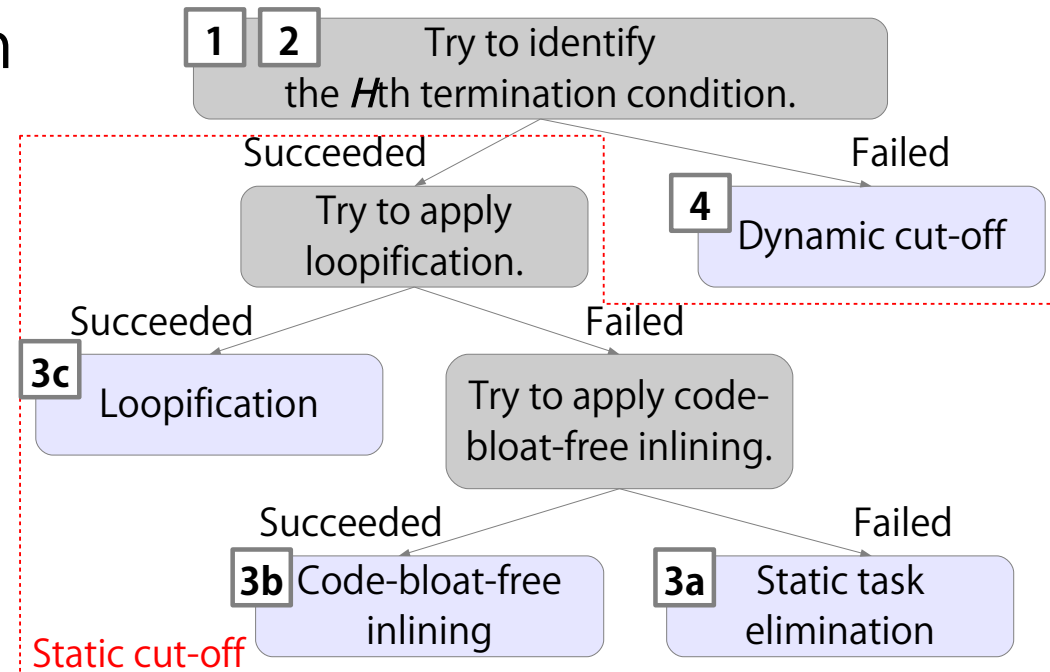 n
1 2 Try to identify
the Hth termination condition.
Succeeded
Failed
Try to apply
loopification.
4
Dynamic cut-off
Succeeded
Failed
3c
Loopification
Try to apply code-
bloat-free inlining.
Succeeded
Failed
3b Code-bloat-free
inlining
3a Static task
elimination
Static cut-off